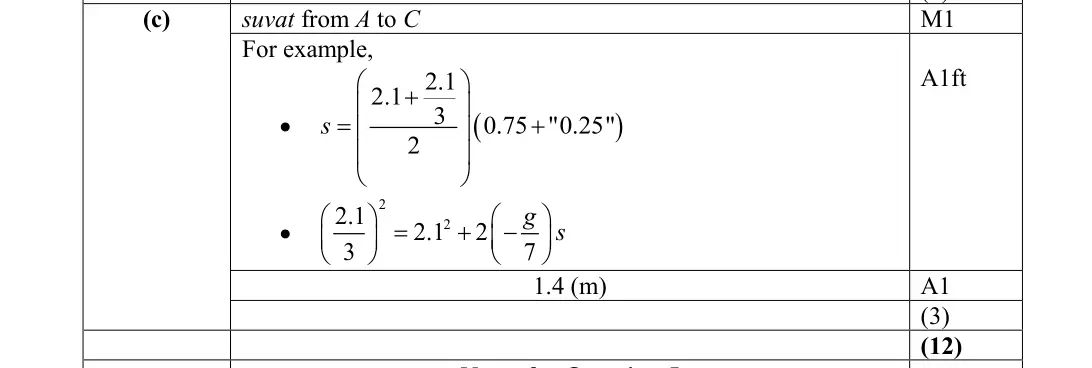 (c) suvat from A to C M1
For example,
A1ft
• s = ((2.1 + 2.1/3)/2)(0.75 + "0.25")
• (2.1/3)² = 2.1² + 2(−g/7)s
1.4 (m) A1
(3)
(12)